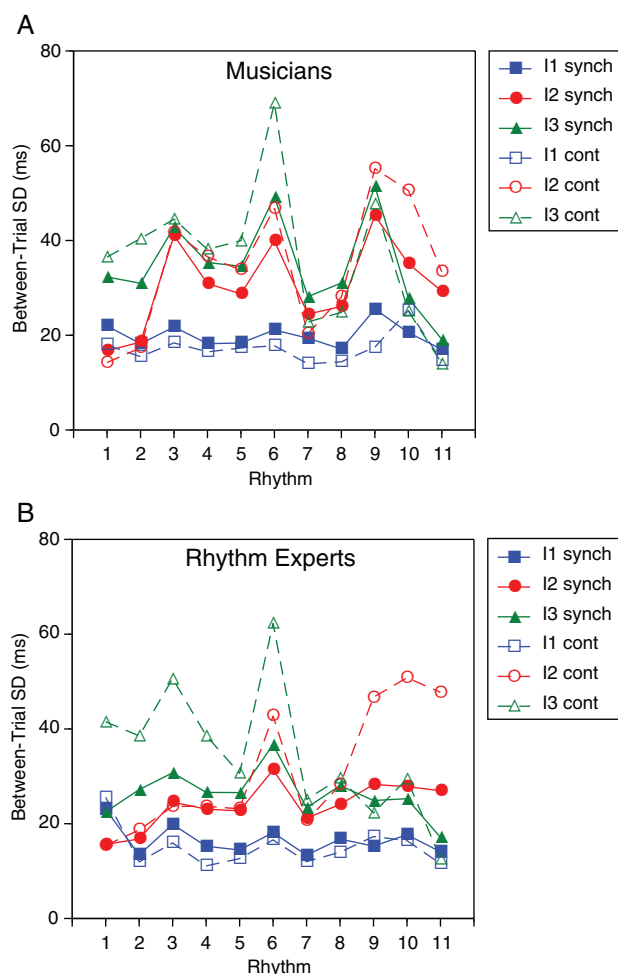 A
Musicians
Between-Trial SD (ms)
80
60
40
20
0
1 2 3 4 5 6 7 8 9 10 11
Rhythm
I1 synch
I2 synch
I3 synch
I1 cont
I2 cont
I3 cont
B
Rhythm Experts
Between-Trial SD (ms)
80
60
40
20
0
1 2 3 4 5 6 7 8 9 10 11
Rhythm
I1 synch
I2 synch
I3 synch
I1 cont
I2 cont
I3 cont